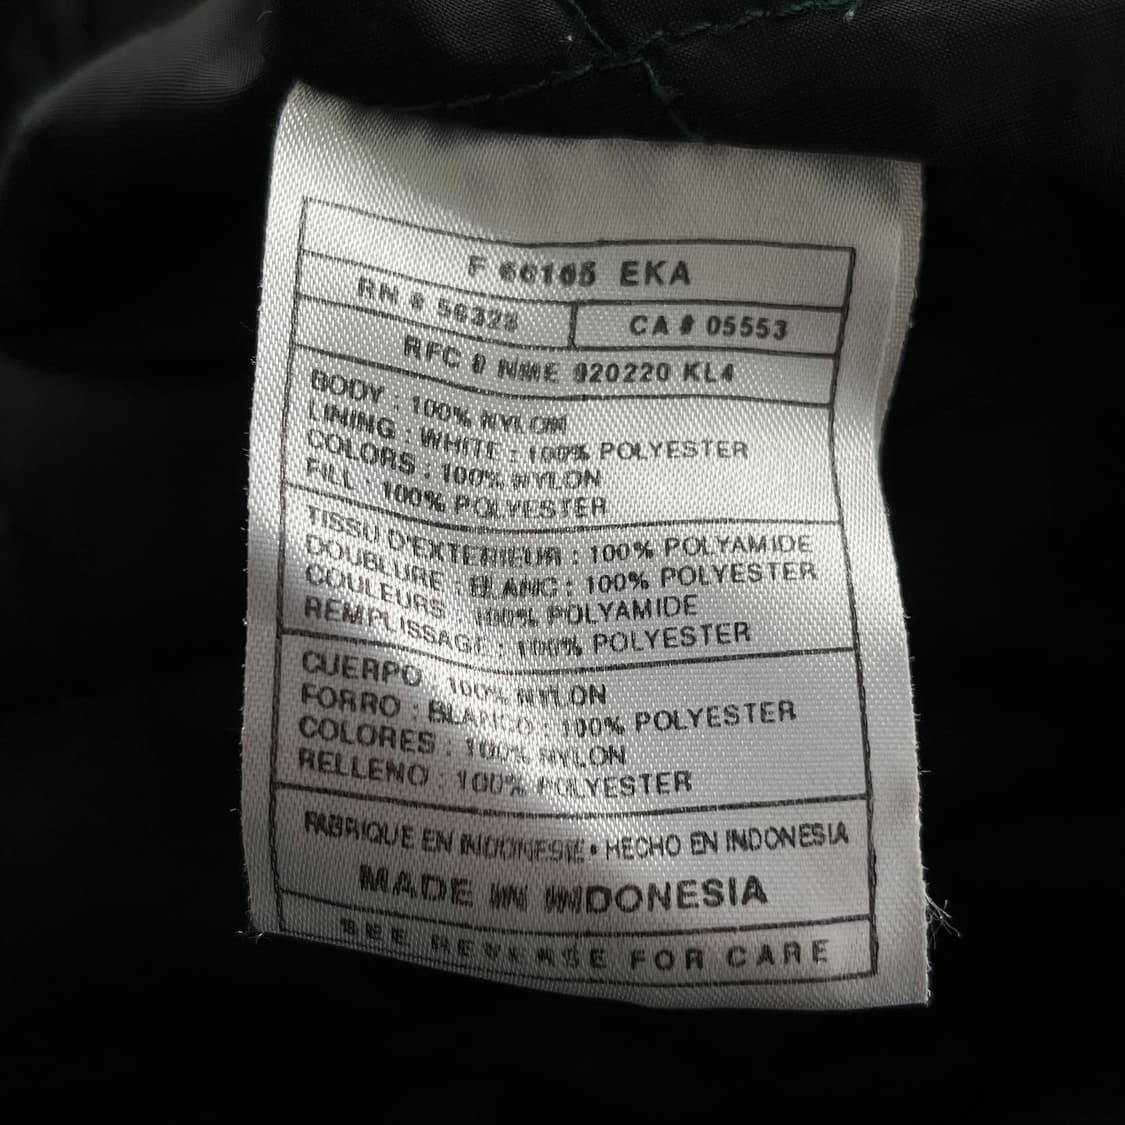 F 60165 EKA
RN # 56323 CA # 05553
RFC # NME 920220 KL4
BODY : 100% NYLON
LINING : WHITE : 100% POLYESTER
COLORS : 100% NYLON
FILL : 100% POLYESTER
TISSU D'EXTERIEUR : 100% POLYAMIDE
DOUBLURE : BLANC : 100% POLYESTER
COULEURS : 100% POLYAMIDE
REMPLISSAGE : 100% POLYESTER
CUERPO : 100% NYLON
FORRO : BLANCO : 100% POLYESTER
COLORES : 100% NYLON
RELLENO : 100% POLYESTER
FABRIQUE EN INDONESIE • HECHO EN INDONESIA
MADE IN INDONESIA
SEE REVERSE FOR CARE